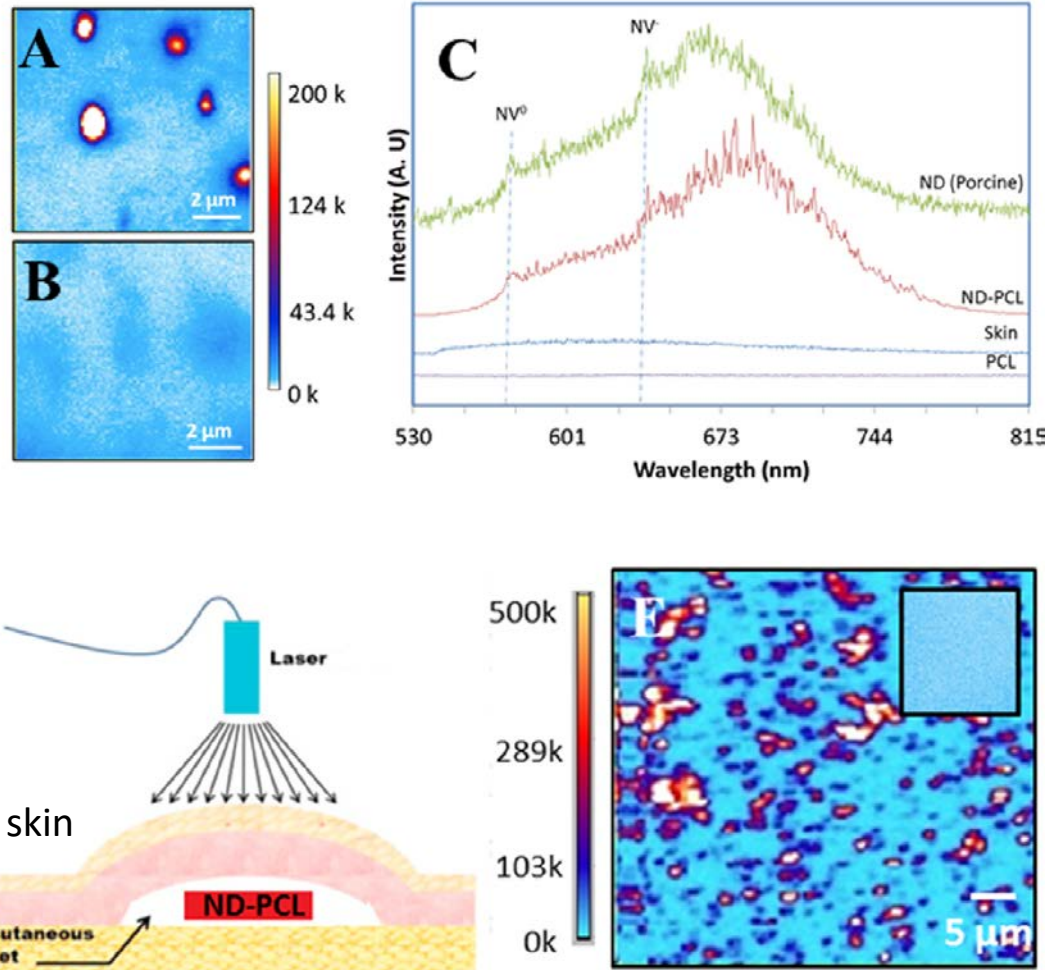 A
2 µm
B
2 µm
200 k
124 k
43.4 k
0 k
C
NV⁰
NV⁻
ND (Porcine)
ND-PCL
Skin
PCL
Intensity (A. U)
530 601 673 744 815
Wavelength (nm)
Laser
skin
ND-PCL
utaneous
et
500k
289k
103k
0k
E
5 µm